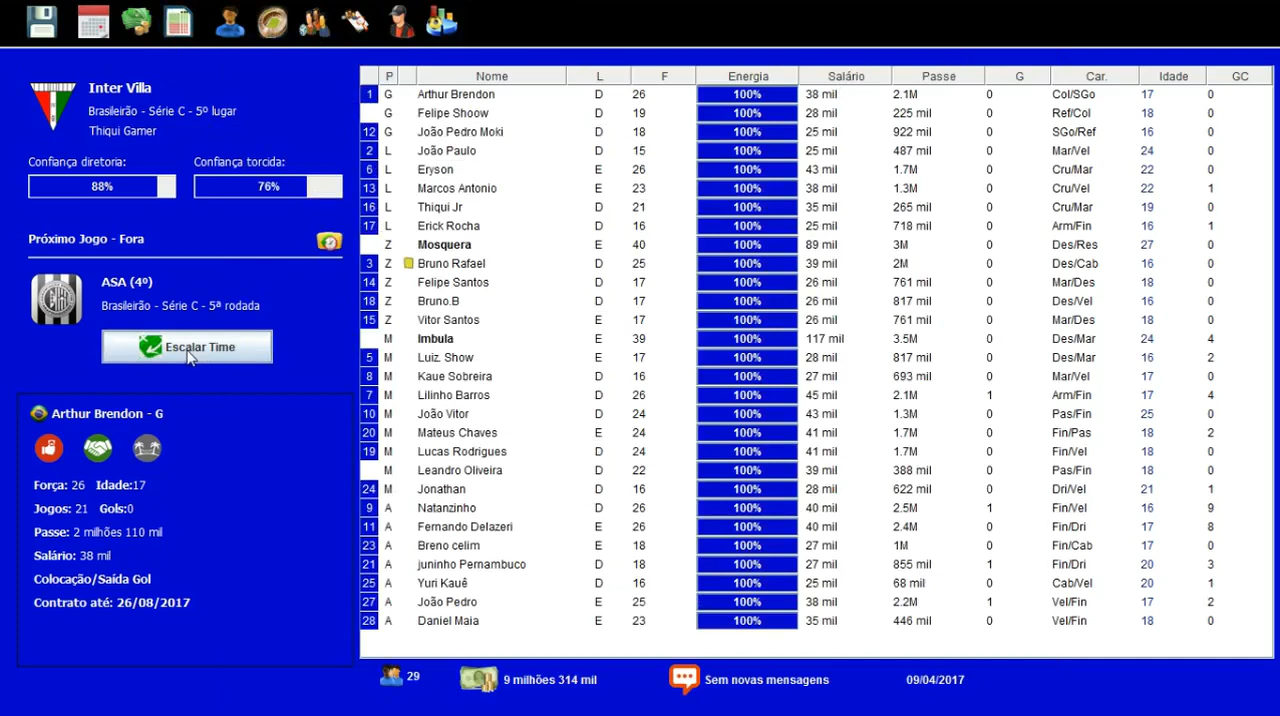 Inter Villa
Brasileirão - Série C - 5º lugar
Thiqui Gamer
Confiança diretoria: Confiança torcida:
88% 76%
Próximo Jogo - Fora
ASA (4º)
Brasileirão - Série C - 5ª rodada
Escalar Time
Arthur Brendon - G
Força: 26 Idade:17
Jogos: 21 Gols:0
Passe: 2 milhões 110 mil
Salário: 38 mil
Colocação/Saída Gol
Contrato até: 26/08/2017
P Nome L F Energia Salário Passe G Car. Idade GC
1 G Arthur Brendon D 26 100% 38 mil 2.1M 0 Col/SGo 17 0
G Felipe Shoow D 19 100% 28 mil 225 mil 0 Ref/Col 18 0
12 G João Pedro Moki D 18 100% 25 mil 922 mil 0 SGo/Ref 16 0
2 L João Paulo D 15 100% 25 mil 487 mil 0 Mar/Vel 24 0
6 L Eryson E 26 100% 43 mil 1.7M 0 Cru/Mar 22 0
13 L Marcos Antonio E 23 100% 38 mil 1.3M 0 Cru/Vel 22 1
16 L Thiqui Jr D 21 100% 35 mil 265 mil 0 Cru/Mar 19 0
17 L Erick Rocha D 16 100% 25 mil 718 mil 0 Arm/Fin 16 1
Z Mosquera E 40 100% 89 mil 3M 0 Des/Res 27 0
3 Z Bruno Rafael D 25 100% 39 mil 2M 0 Des/Cab 16 0
14 Z Felipe Santos D 17 100% 26 mil 761 mil 0 Mar/Des 18 0
18 Z Bruno.B D 17 100% 26 mil 817 mil 0 Des/Vel 16 0
15 Z Vitor Santos E 17 100% 26 mil 761 mil 0 Mar/Des 18 0
M Imbula E 39 100% 117 mil 3.5M 0 Des/Mar 24 4
5 M Luiz. Show E 17 100% 28 mil 817 mil 0 Des/Mar 16 2
8 M Kaue Sobreira D 16 100% 27 mil 693 mil 0 Mar/Vel 17 0
7 M Lilinho Barros D 26 100% 45 mil 2.1M 1 Arm/Fin 17 4
10 M João Vitor D 24 100% 43 mil 1.3M 0 Pas/Fin 25 0
20 M Mateus Chaves E 24 100% 41 mil 1.7M 0 Fin/Pas 18 2
19 M Lucas Rodrigues D 24 100% 41 mil 1.7M 0 Fin/Vel 18 0
M Leandro Oliveira D 22 100% 39 mil 388 mil 0 Pas/Fin 18 0
24 M Jonathan D 16 100% 28 mil 622 mil 0 Dri/Vel 21 1
9 A Natanzinho D 26 100% 40 mil 2.5M 1 Fin/Vel 16 9
11 A Fernando Delazeri E 26 100% 40 mil 2.4M 0 Fin/Dri 17 8
23 A Breno celim E 18 100% 27 mil 1M 0 Fin/Cab 17 0
21 A juninho Pernambuco D 18 100% 27 mil 855 mil 1 Fin/Dri 20 3
25 A Yuri Kauê D 16 100% 25 mil 68 mil 0 Cab/Vel 20 1
27 A João Pedro E 25 100% 38 mil 2.2M 1 Vel/Fin 17 2
28 A Daniel Maia E 23 100% 35 mil 446 mil 0 Vel/Fin 18 0
29 9 milhões 314 mil Sem novas mensagens 09/04/2017